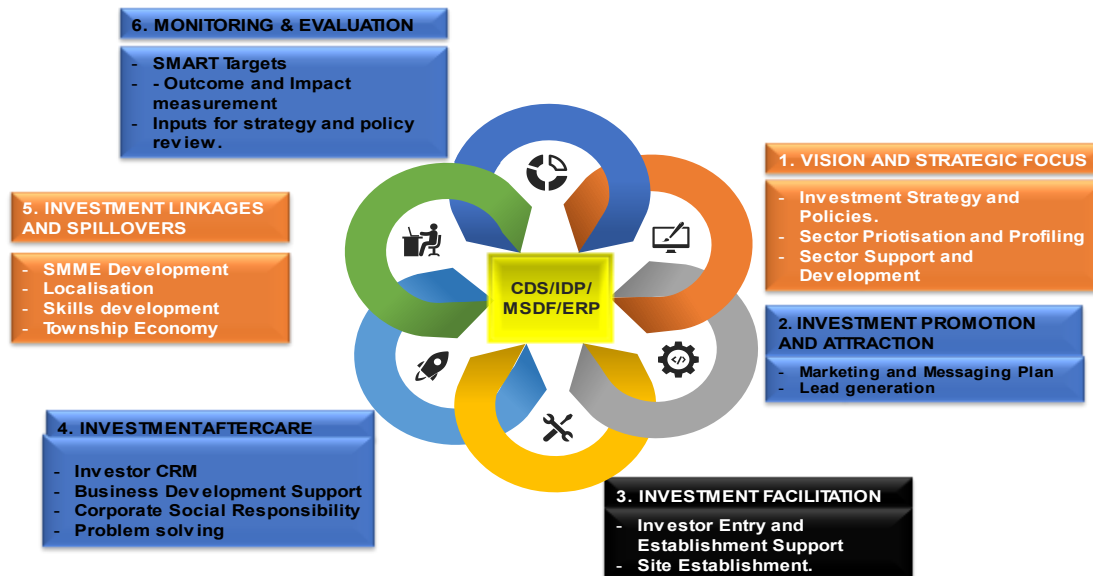 6. MONITORING & EVALUATION
- SMART Targets
- - Outcome and Impact
measurement
- Inputs for strategy and policy
review.
1. VISION AND STRATEGIC FOCUS
- Investment Strategy and
Policies.
- Sector Priotisation and Profiling
- Sector Support and
Development
2. INVESTMENT PROMOTION
AND ATTRACTION
- Marketing and Messaging Plan
- Lead generation
3. INVESTMENT FACILITATION
- Investor Entry and
Establishment Support
- Site Establishment.
4. INVESTMENT AFTERCARE
- Investor CRM
- Business Development Support
- Corporate Social Responsibility
- Problem solving
5. INVESTMENT LINKAGES
AND SPILLOVERS
- SMME Development
- Localisation
- Skills development
- Township Economy
CDS/IDP/
MSDF/ERP